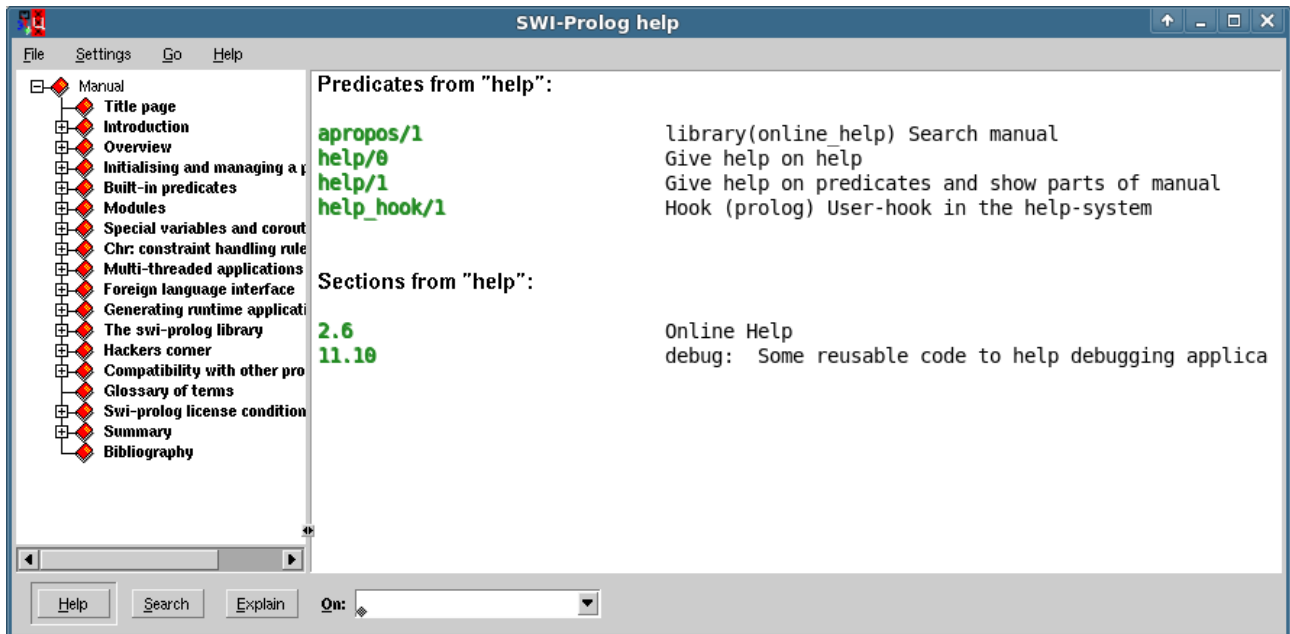 SWI-Prolog help
File Settings Go Help
Manual
Title page
Introduction
Overview
Initialising and managing a p
Built-in predicates
Modules
Special variables and corout
Chr: constraint handling rule
Multi-threaded applications
Foreign language interface
Generating runtime applicati
The swi-prolog library
Hackers corner
Compatibility with other pro
Glossary of terms
Swi-prolog license condition
Summary
Bibliography
Predicates from "help":
apropos/1 library(online_help) Search manual
help/0 Give help on help
help/1 Give help on predicates and show parts of manual
help_hook/1 Hook (prolog) User-hook in the help-system
Sections from "help":
2.6 Online Help
11.10 debug: Some reusable code to help debugging applica
Help Search Explain On: